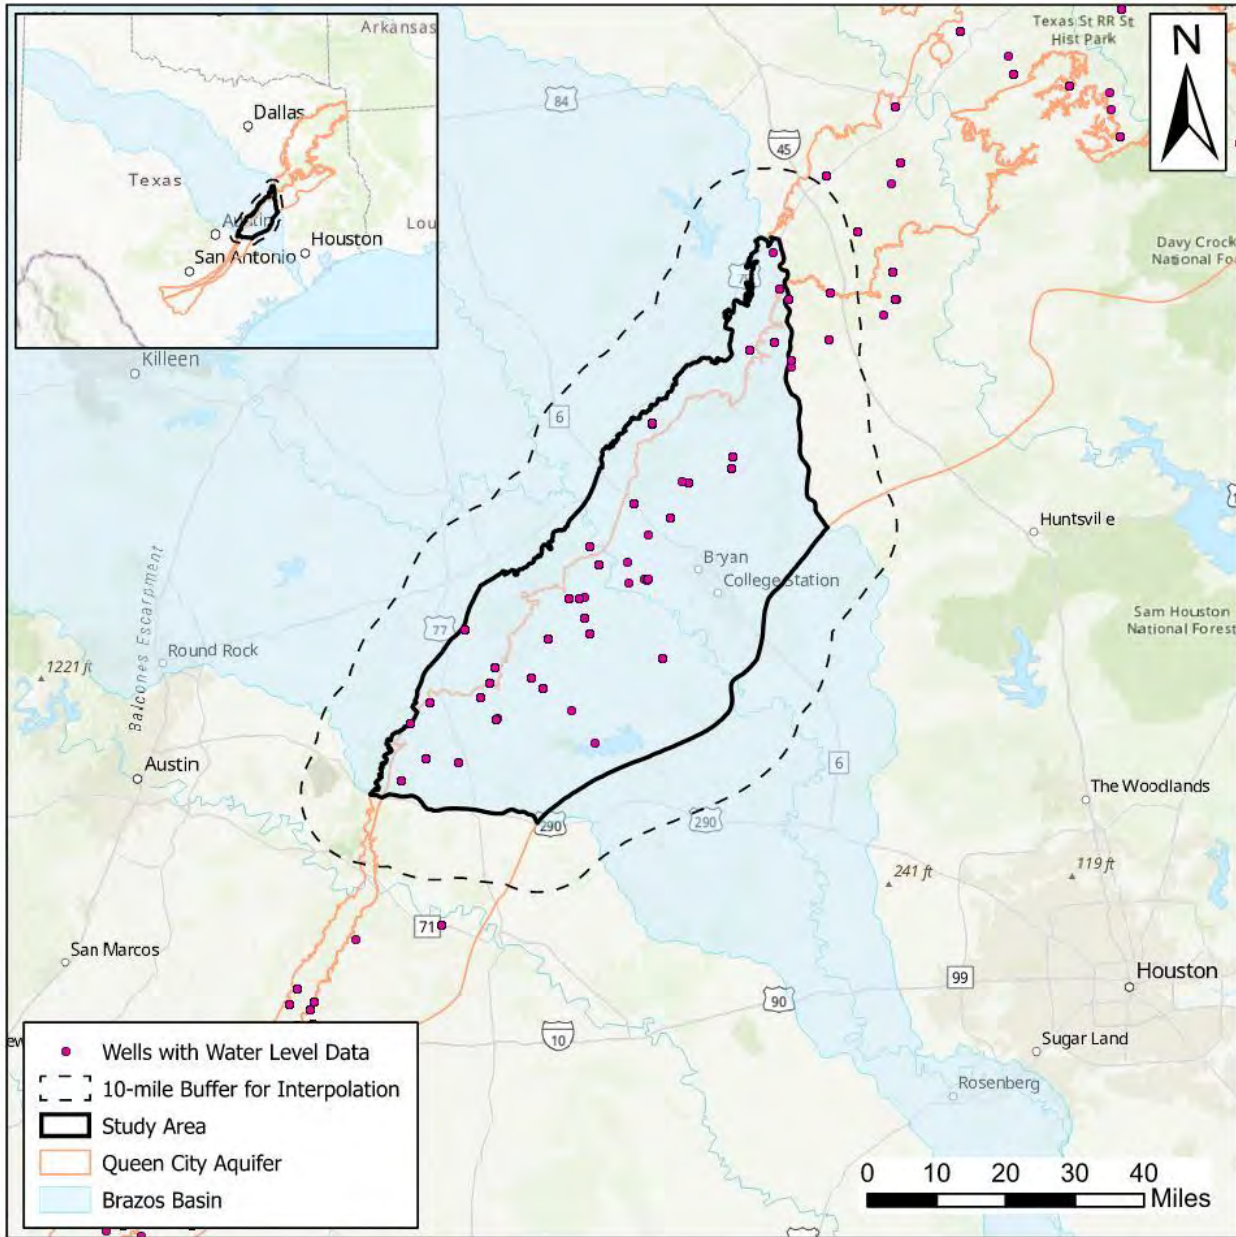 Arkansas
Dallas
Texas
Austin
Lou
Houston
San Antonio
Texas St RR St
Hist Park
N
84
45
Davy Crock
National Fo
75
Killeen
6
Huntsville
Bryan
College Station
77
Sam Houston
National Forest
Balcones Escarpment
Round Rock
1221 ft
Austin
6
The Woodlands
290
290
241 ft
119 ft
71
San Marcos
99
Houston
90
10
Sugar Land
Rosenberg
Wells with Water Level Data
10-mile Buffer for Interpolation
Study Area
Queen City Aquifer
Brazos Basin
0 10 20 30 40
Miles